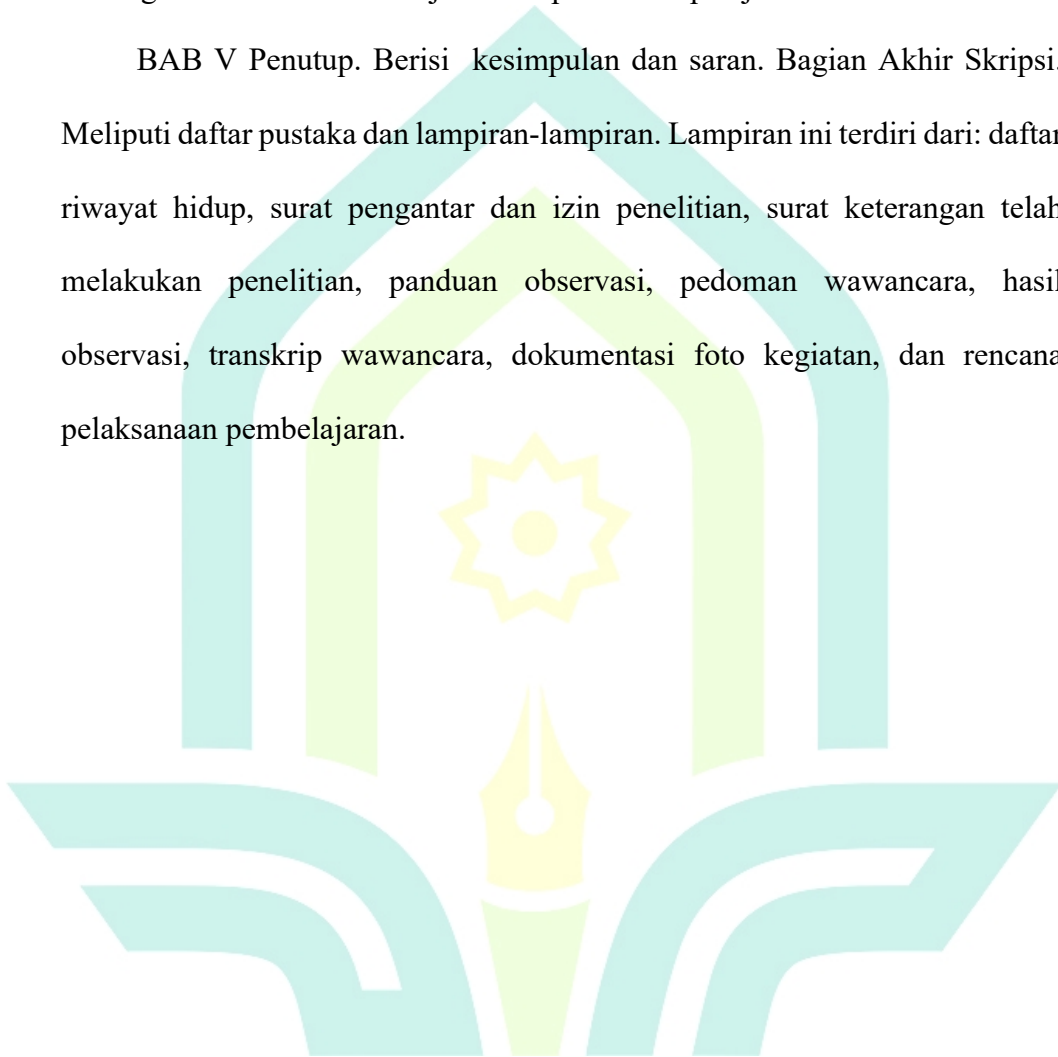 BAB V Penutup. Berisi  kesimpulan dan saran. Bagian Akhir Skripsi.
Meliputi daftar pustaka dan lampiran-lampiran. Lampiran ini terdiri dari: daftar
riwayat hidup, surat pengantar dan izin penelitian, surat keterangan telah
melakukan penelitian, panduan observasi, pedoman wawancara, hasil
observasi, transkrip wawancara, dokumentasi foto kegiatan, dan rencana
pelaksanaan pembelajaran.